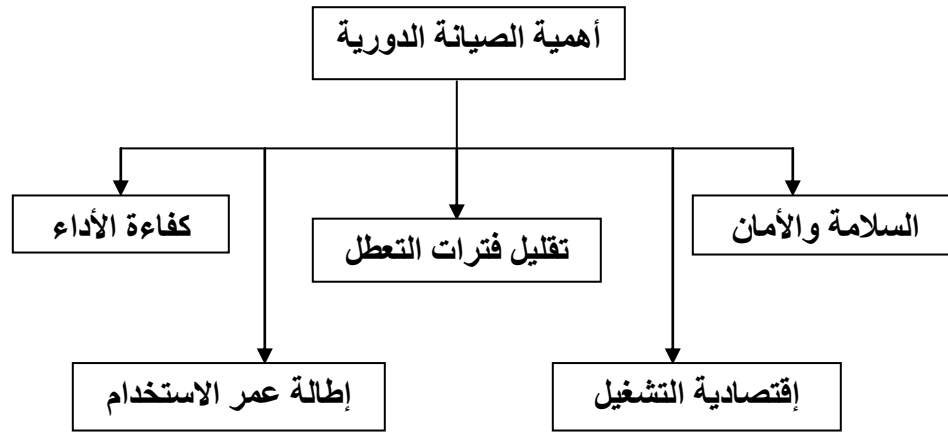 أهمية الصيانة الدورية
السلامة والأمان
تقليل فترات التعطل
كفاءة الأداء
إقتصادية التشغيل
إطالة عمر الاستخدام